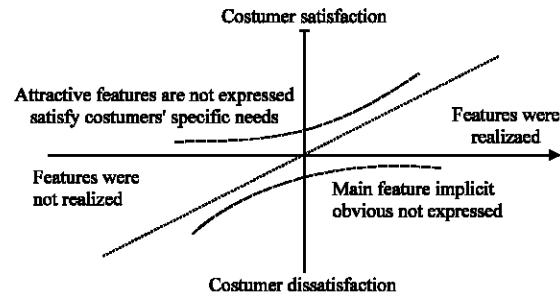 Costumer satisfaction
Attractive features are not expressed
satisfy costumers' specific needs
Features were
realizaed
Features were
not realized
Main feature implicit
obvious not expressed
Costumer dissatisfaction